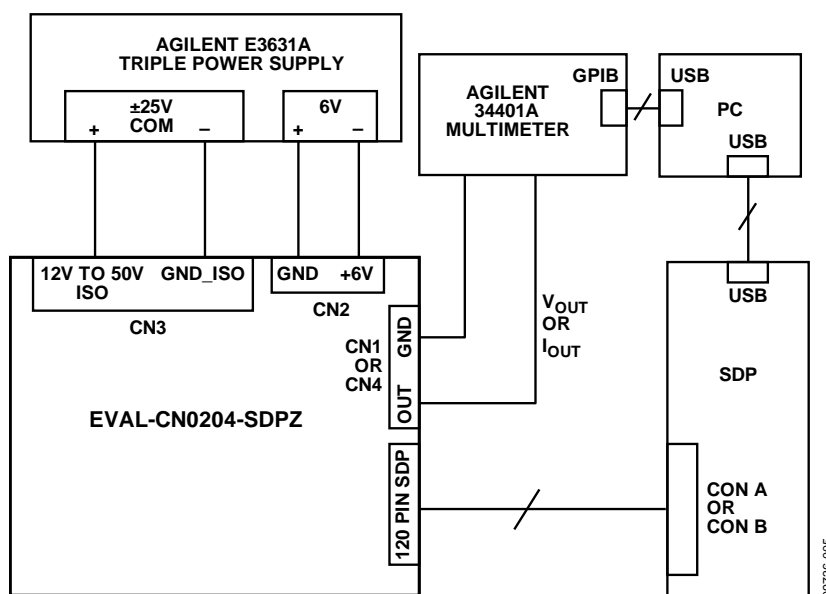 AGILENT E3631A
TRIPLE POWER SUPPLY
±25V
COM
+
–
6V
+
–
AGILENT
34401A
MULTIMETER
GPIB
USB
PC
USB
12V TO 50V
ISO
GND_ISO
CN3
GND
+6V
CN2
CN1
OR
CN4
GND
OUT
VOUT
OR
IOUT
EVAL-CN0204-SDPZ
120 PIN SDP
USB
SDP
CON A
OR
CON B